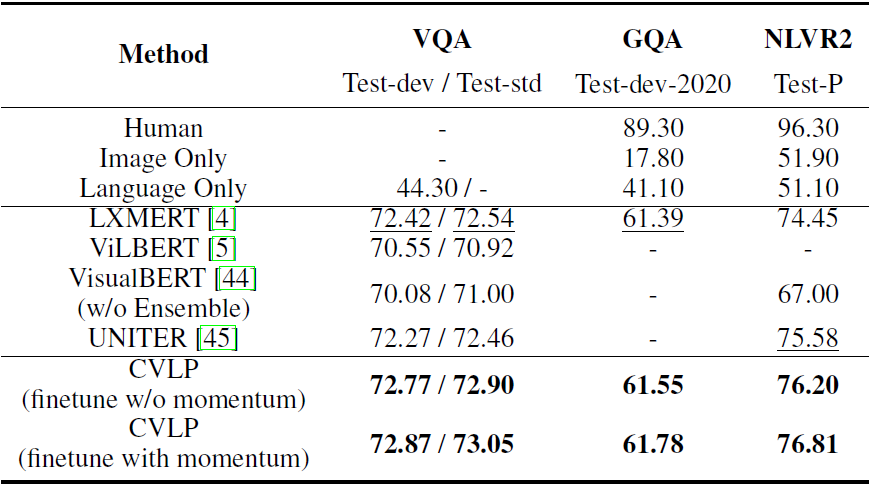 Method VQA GQA NLVR2
Test-dev / Test-std Test-dev-2020 Test-P
Human - 89.30 96.30
Image Only - 17.80 51.90
Language Only 44.30 / - 41.10 51.10
LXMERT [4] 72.42 / 72.54 61.39 74.45
ViLBERT [5] 70.55 / 70.92 - -
VisualBERT [44]
(w/o Ensemble) 70.08 / 71.00 - 67.00
UNITER [45] 72.27 / 72.46 - 75.58
CVLP
(finetune w/o momentum) 72.77 / 72.90 61.55 76.20
CVLP
(finetune with momentum) 72.87 / 73.05 61.78 76.81